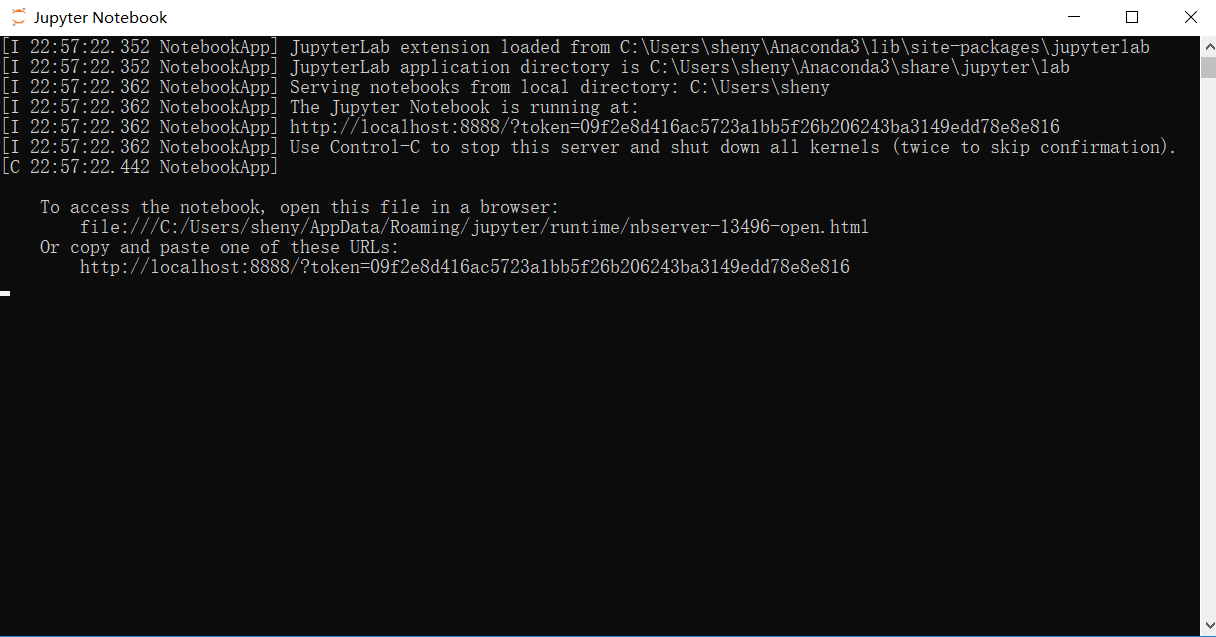 Jupyter Notebook
[I 22:57:22.352 NotebookApp] JupyterLab extension loaded from C:\Users\sheny\Anaconda3\lib\site-packages\jupyterlab
[I 22:57:22.352 NotebookApp] JupyterLab application directory is C:\Users\sheny\Anaconda3\share\jupyter\lab
[I 22:57:22.362 NotebookApp] Serving notebooks from local directory: C:\Users\sheny
[I 22:57:22.362 NotebookApp] The Jupyter Notebook is running at:
[I 22:57:22.362 NotebookApp] http://localhost:8888/?token=09f2e8d416ac5723a1bb5f26b206243ba3149edd78e8e816
[I 22:57:22.362 NotebookApp] Use Control-C to stop this server and shut down all kernels (twice to skip confirmation).
[C 22:57:22.442 NotebookApp]
To access the notebook, open this file in a browser:
file:///C:/Users/sheny/AppData/Roaming/jupyter/runtime/nbserver-13496-open.html
Or copy and paste one of these URLs:
http://localhost:8888/?token=09f2e8d416ac5723a1bb5f26b206243ba3149edd78e8e816